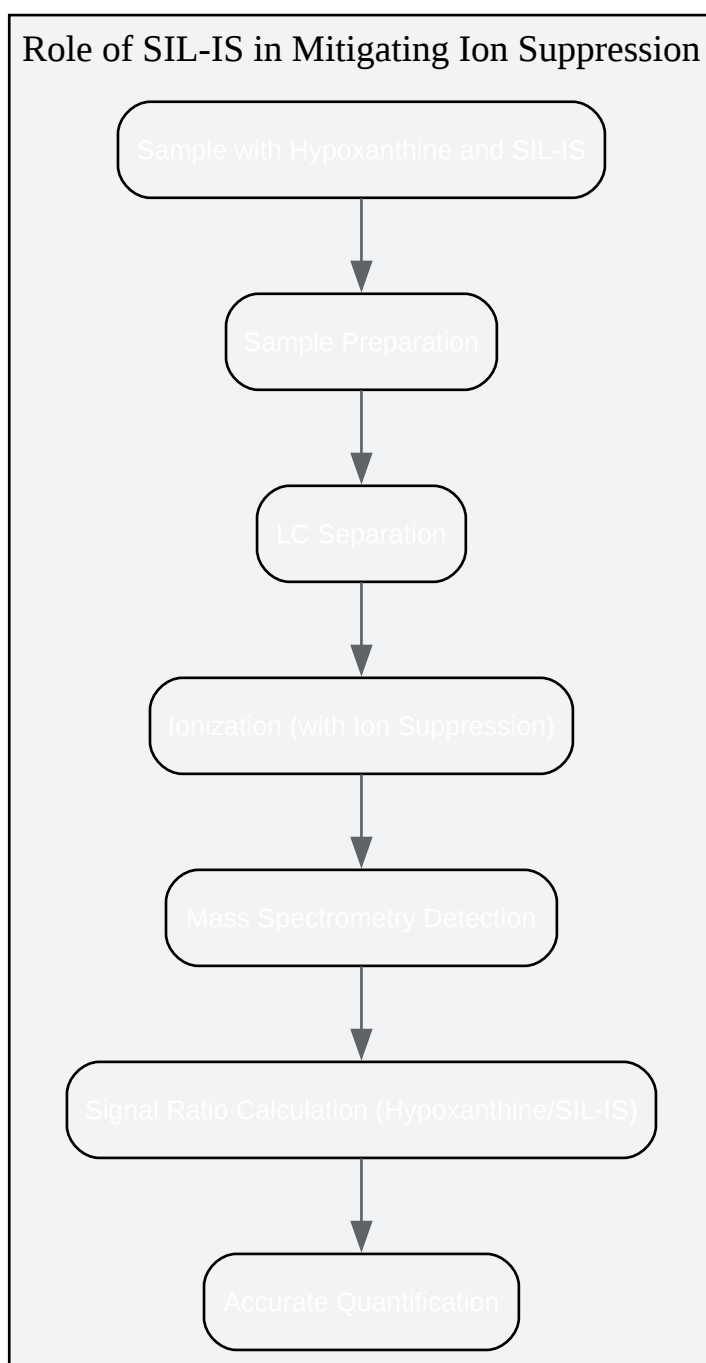 Role of SIL-IS in Mitigating Ion Suppression
Sample with Hypoxanthine and SIL-IS
Sample Preparation
LC Separation
Ionization (with Ion Suppression)
Mass Spectrometry Detection
Signal Ratio Calculation (Hypoxanthine/SIL-IS)
Accurate Quantification